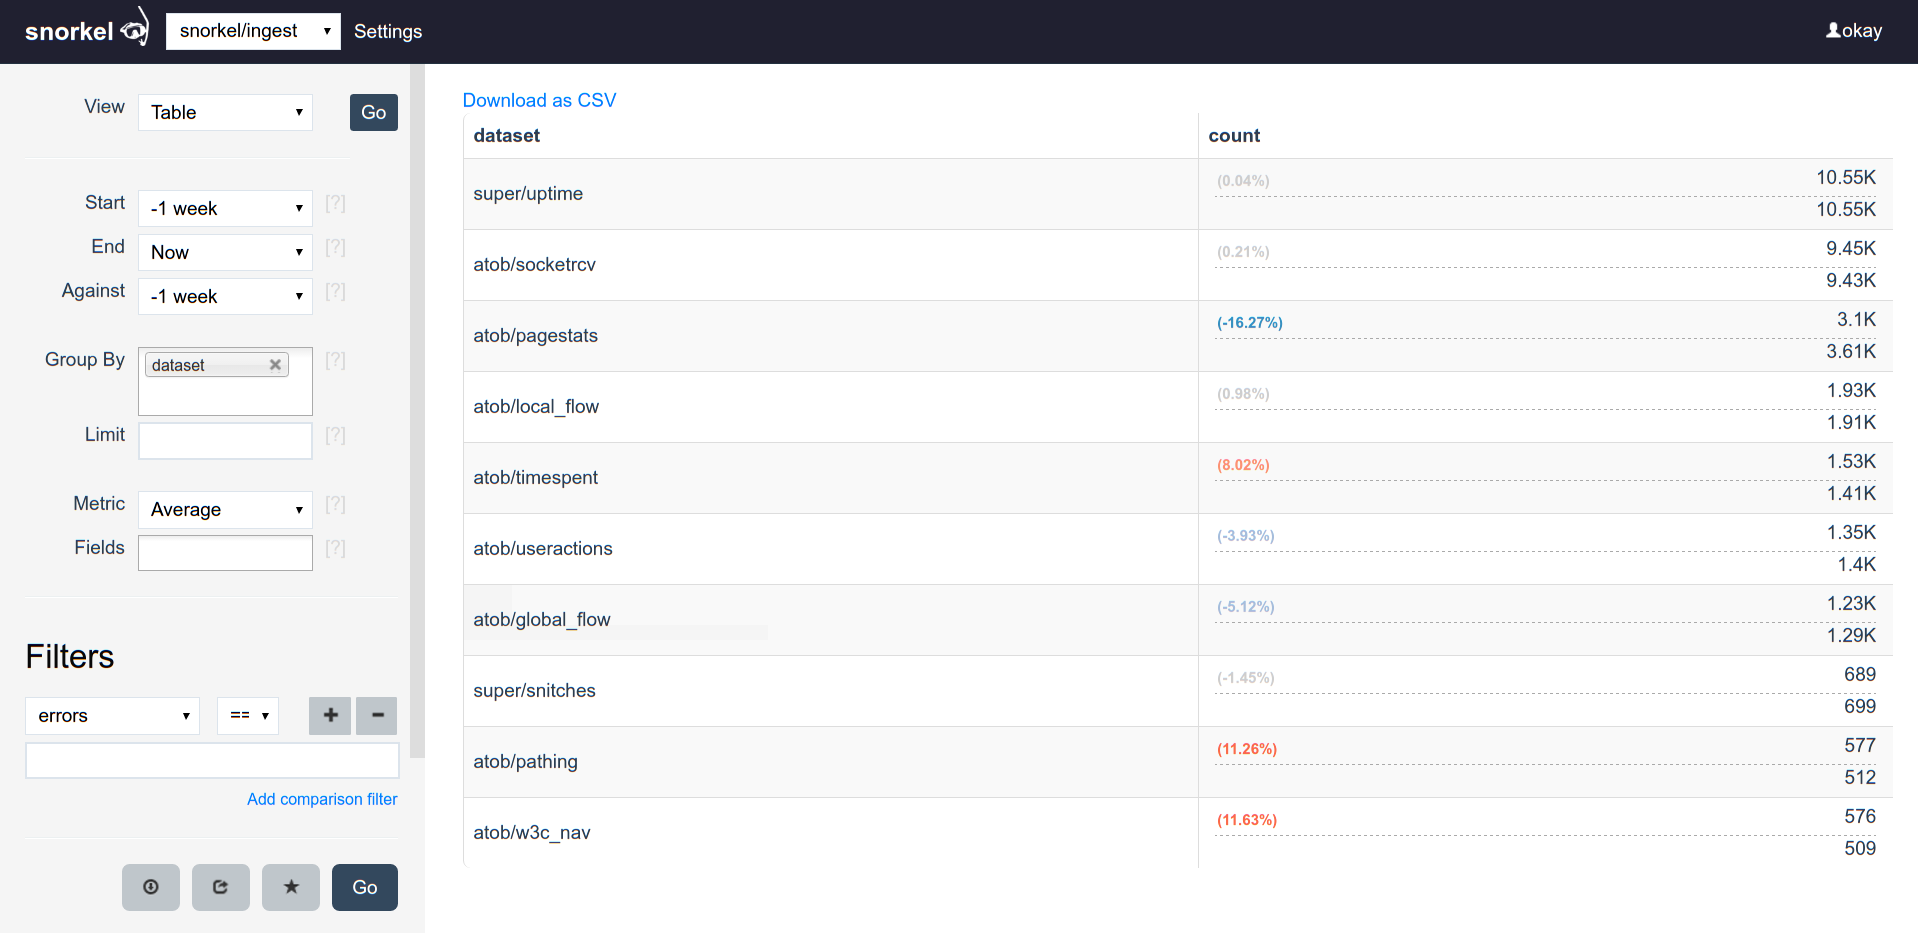 snorkel
snorkel/ingest
Settings
okay
View
Table
Go
Start
-1 week
[?]
End
Now
[?]
Against
-1 week
[?]
Group By
dataset
[?]
Limit
[?]
Metric
Average
[?]
Fields
[?]
Filters
errors
==
Add comparison filter
Go
Download as CSV
dataset
count
super/uptime
(0.04%)
10.55K
10.55K
atob/socketrcv
(0.21%)
9.45K
9.43K
atob/pagestats
(-16.27%)
3.1K
3.61K
atob/local_flow
(0.98%)
1.93K
1.91K
atob/timespent
(8.02%)
1.53K
1.41K
atob/useractions
(-3.93%)
1.35K
1.4K
atob/global_flow
(-5.12%)
1.23K
1.29K
super/snitches
(-1.45%)
689
699
atob/pathing
(11.26%)
577
512
atob/w3c_nav
(11.63%)
576
509